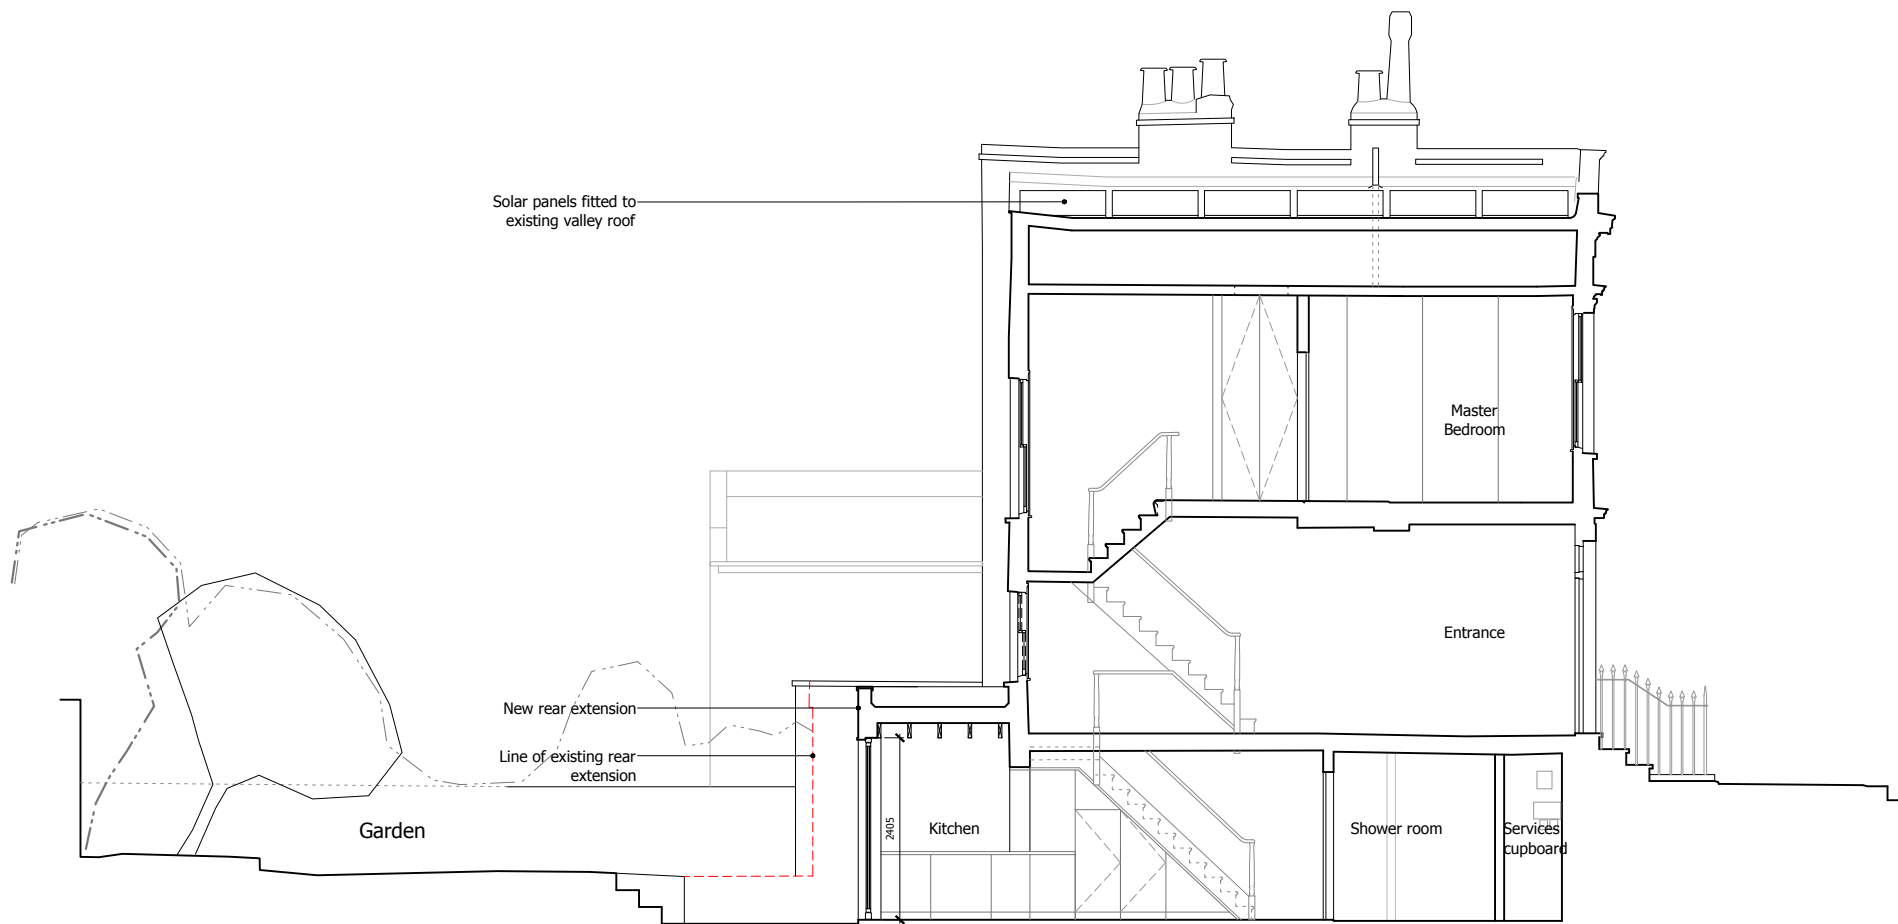 Solar panels fitted to
existing valley roof
Master
Bedroom
Entrance
New rear extension
Line of existing rear
extension
Garden
2405
Kitchen
Shower room
Services
cupboard